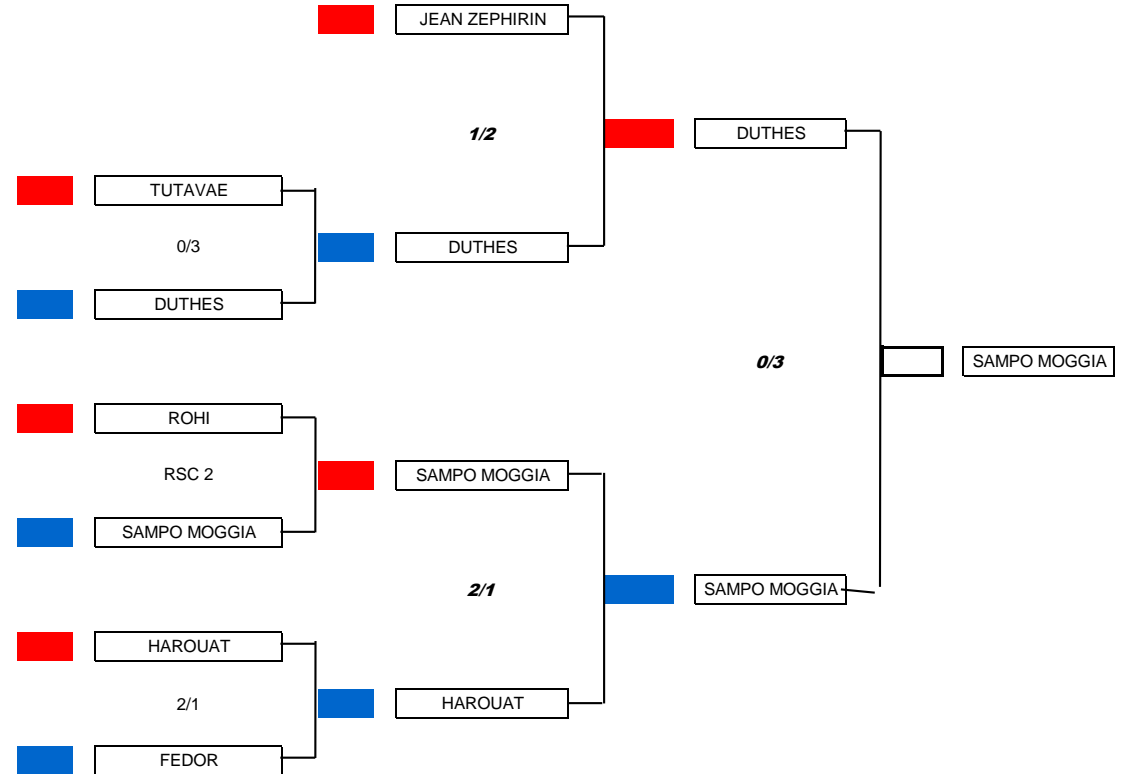 JEAN ZEPHIRIN
1/2
DUTHES
TUTAVAE
0/3
DUTHES
DUTHES
0/3
SAMPO MOGGIA
ROHI
RSC 2
SAMPO MOGGIA
SAMPO MOGGIA
2/1
SAMPO MOGGIA
HAROUAT
2/1
HAROUAT
FEDOR